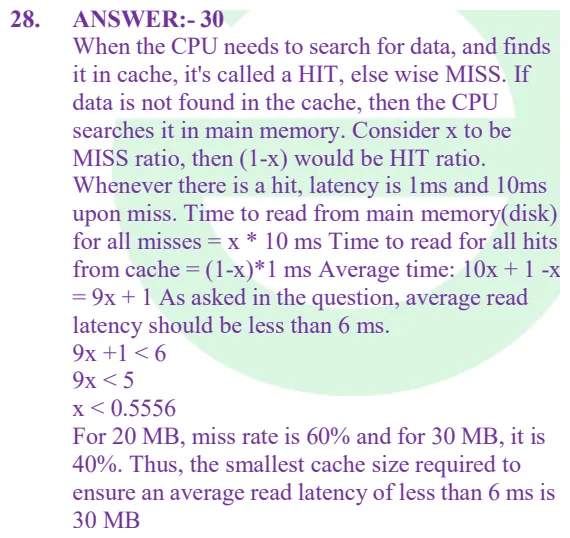 28. ANSWER:- 30
When the CPU needs to search for data, and finds
it in cache, it's called a HIT, else wise MISS. If
data is not found in the cache, then the CPU
searches it in main memory. Consider x to be
MISS ratio, then (1-x) would be HIT ratio.
Whenever there is a hit, latency is 1ms and 10ms
upon miss. Time to read from main memory(disk)
for all misses = x * 10 ms Time to read for all hits
from cache = (1-x)*1 ms Average time: 10x + 1 -x
= 9x + 1 As asked in the question, average read
latency should be less than 6 ms.
9x +1 < 6
9x < 5
x < 0.5556
For 20 MB, miss rate is 60% and for 30 MB, it is
40%. Thus, the smallest cache size required to
ensure an average read latency of less than 6 ms is
30 MB